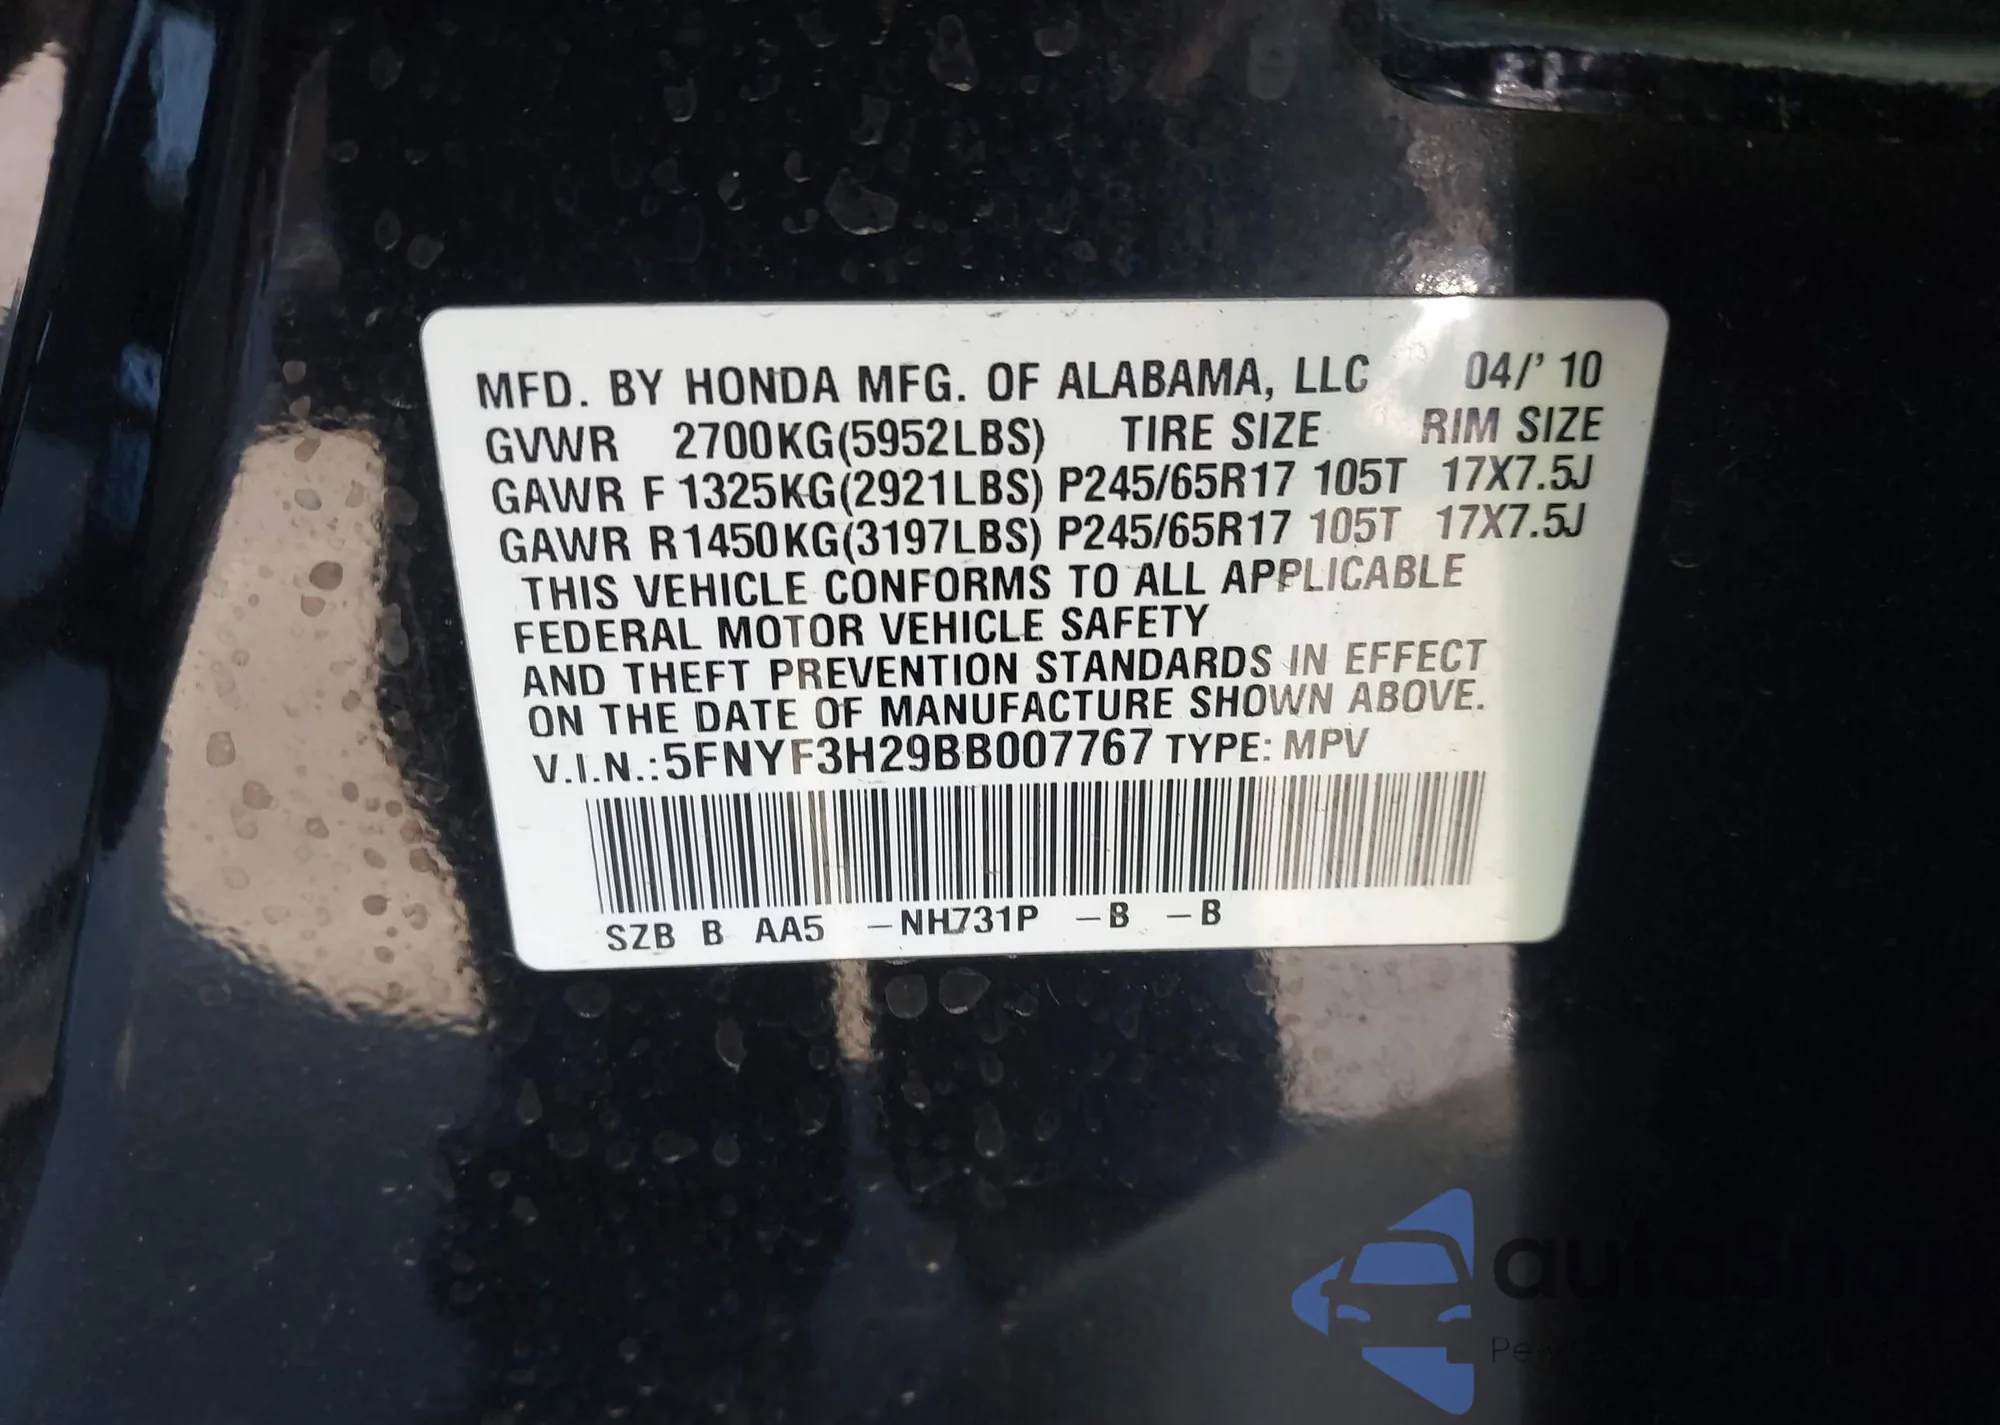 MFD. BY HONDA MFG. OF ALABAMA, LLC 04/'10
GVWR 2700KG(5952LBS) TIRE SIZE RIM SIZE
GAWR F 1325KG(2921LBS) P245/65R17 105T 17X7.5J
GAWR R1450KG(3197LBS) P245/65R17 105T 17X7.5J
THIS VEHICLE CONFORMS TO ALL APPLICABLE
FEDERAL MOTOR VEHICLE SAFETY
AND THEFT PREVENTION STANDARDS IN EFFECT
ON THE DATE OF MANUFACTURE SHOWN ABOVE.
V.I.N.:5FNYF3H29BB007767 TYPE: MPV
SZB B AA5 -NH731P -B -B